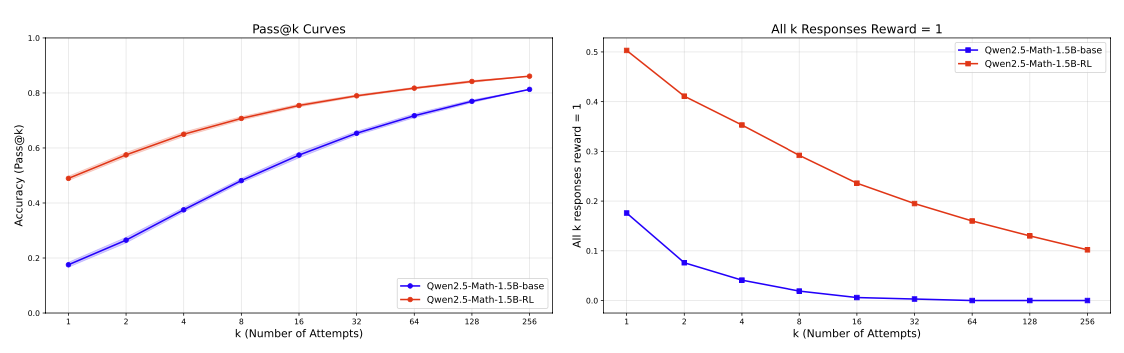 Pass@k Curves
Accuracy (Pass@k)
1.0
0.8
0.6
0.4
0.2
0.0
1 2 4 8 16 32 64 128 256
k (Number of Attempts)
Qwen2.5-Math-1.5B-base
Qwen2.5-Math-1.5B-RL
All k Responses Reward = 1
All k responses reward = 1
0.5
0.4
0.3
0.2
0.1
0.0
1 2 4 8 16 32 64 128 256
k (Number of Attempts)
Qwen2.5-Math-1.5B-base
Qwen2.5-Math-1.5B-RL